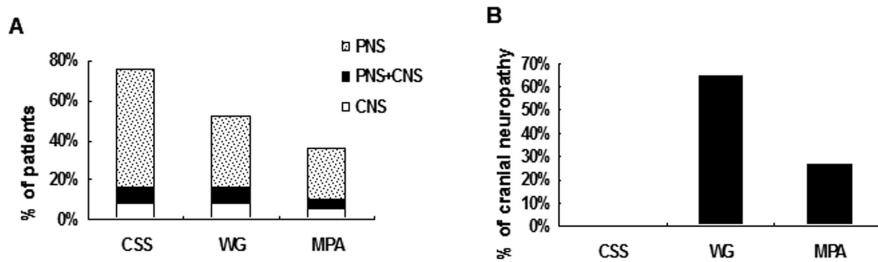 A
% of patients
80%
60%
40%
20%
0%
CSS
WG
MPA
PNS
PNS+CNS
CNS
B
% of cranial neuropathy
70%
60%
50%
40%
30%
20%
10%
0%
CSS
WG
MPA